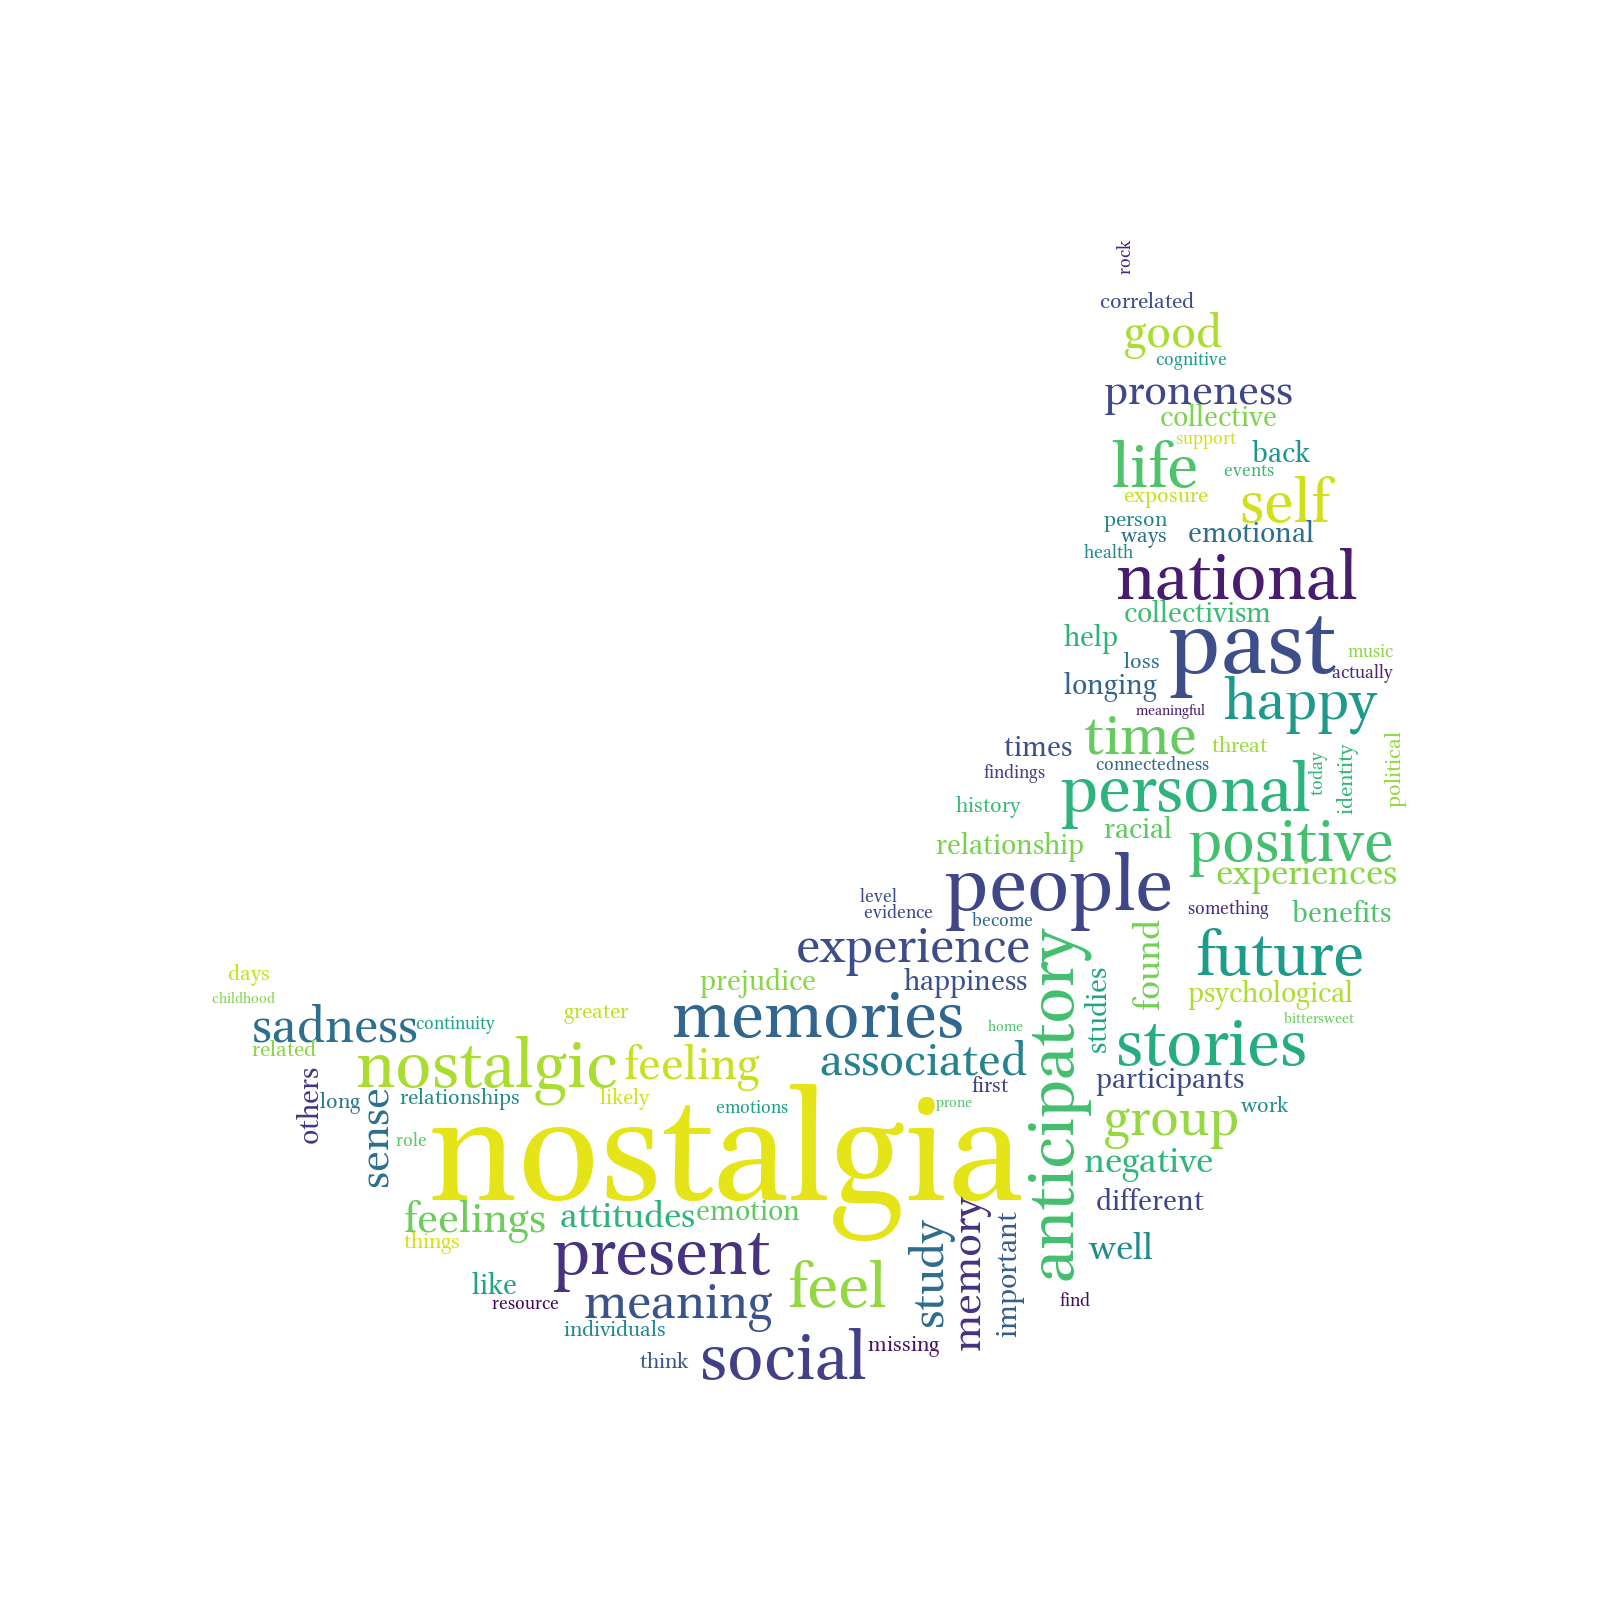 rock
correlated
good
cognitive
proneness
collective
support
life
back
events
exposure
self
person
ways
emotional
health
national
collectivism
help
past
loss
music
longing
actually
happy
meaningful
time
times
threat
connectedness
findings
personal
today
identity
political
history
racial
relationship
positive
people
experiences
level
evidence
become
something
benefits
experience
anticipatory
found
future
days
childhood
prejudice
happiness
studies
psychological
sadness
continuity
greater
memories
home
bittersweet
related
nostalgic
feeling
associated
stories
others
long
sense
relationships
likely
emotions
first
prone
participants
work
role
nostalgia
group
negative
feelings
attitudes
emotion
different
things
present
study
memory
important
well
like
feel
resource
meaning
find
individuals
missing
think
social